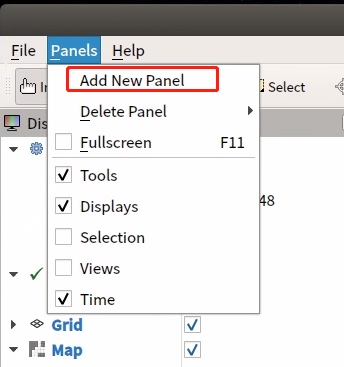 File Panels Help
In
Select
Add New Panel
Dis
Delete Panel
Fullscreen F11
Tools
Displays
48
Selection
Views
Time
Grid
Map